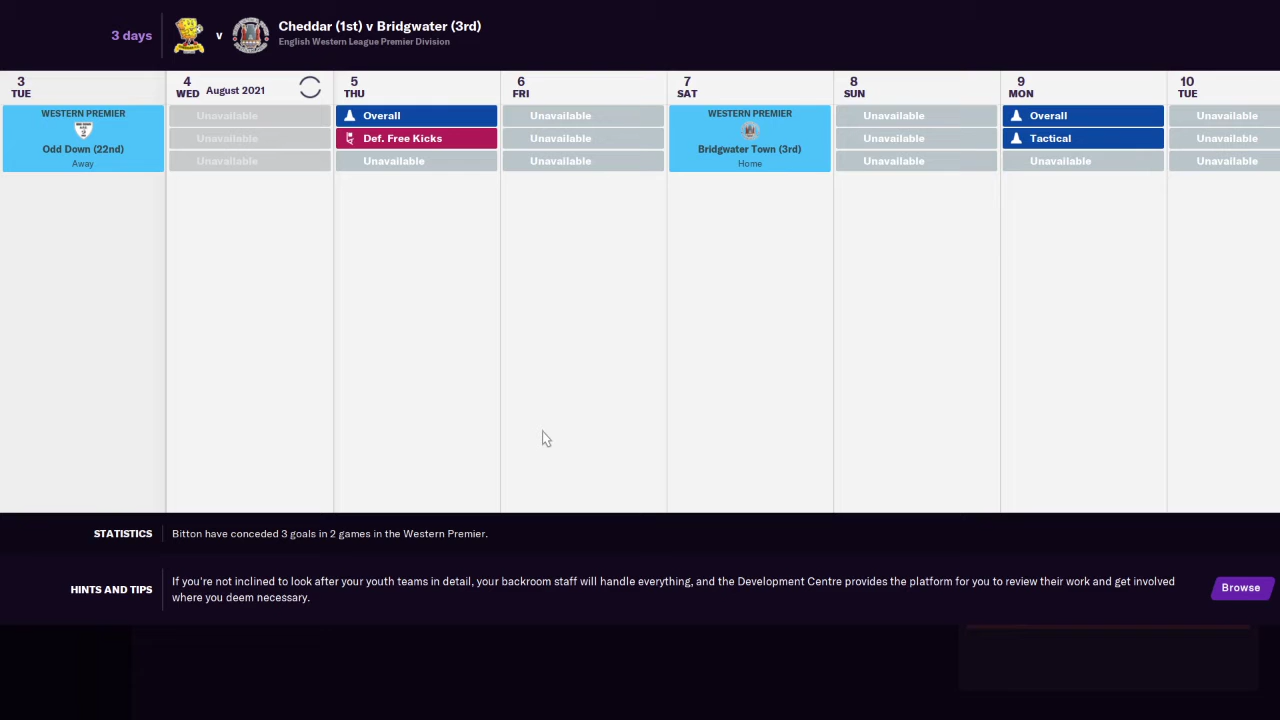 3 days
v
Cheddar (1st) v Bridgwater (3rd)
English Western League Premier Division
3
TUE
4
WED August 2021
5
THU
6
FRI
7
SAT
8
SUN
9
MON
10
TUE
WESTERN PREMIER
Odd Down (22nd)
Away
Unavailable
Unavailable
Unavailable
Overall
Def. Free Kicks
Unavailable
Unavailable
Unavailable
Unavailable
WESTERN PREMIER
Bridgwater Town (3rd)
Home
Unavailable
Unavailable
Unavailable
Overall
Tactical
Unavailable
Unavailable
Unavailable
Unavailable
STATISTICS
Bitton have conceded 3 goals in 2 games in the Western Premier.
HINTS AND TIPS
If you're not inclined to look after your youth teams in detail, your backroom staff will handle everything, and the Development Centre provides the platform for you to review their work and get involved
where you deem necessary.
Browse